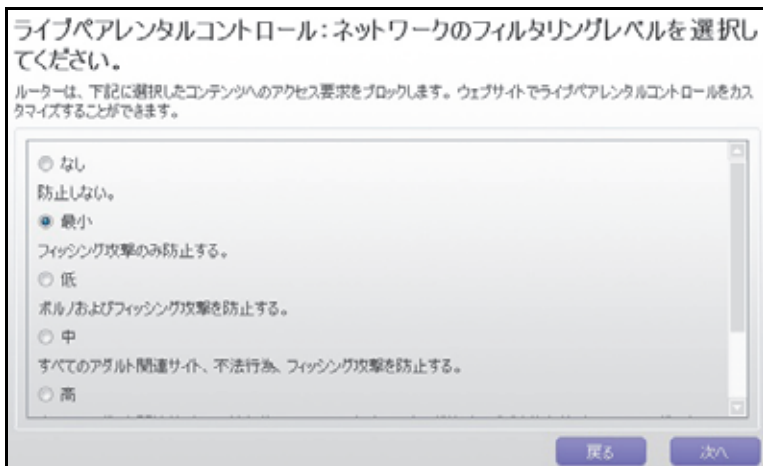 ライブペアレンタルコントロール：ネットワークのフィルタリングレベルを選択し
てください。
ルーターは、下記に選択したコンテンツへのアクセス要求をブロックします。ウェブサイトでライブペアレンタルコントロールをカス
タマイズすることができます。
なし
防止しない。
最小
フィッシング攻撃のみ防止する。
低
ポルノおよびフィッシング攻撃を防止する。
中
すべてのアダルト関連サイト、不法行為、フィッシング攻撃を防止する。
高
戻る
次へ